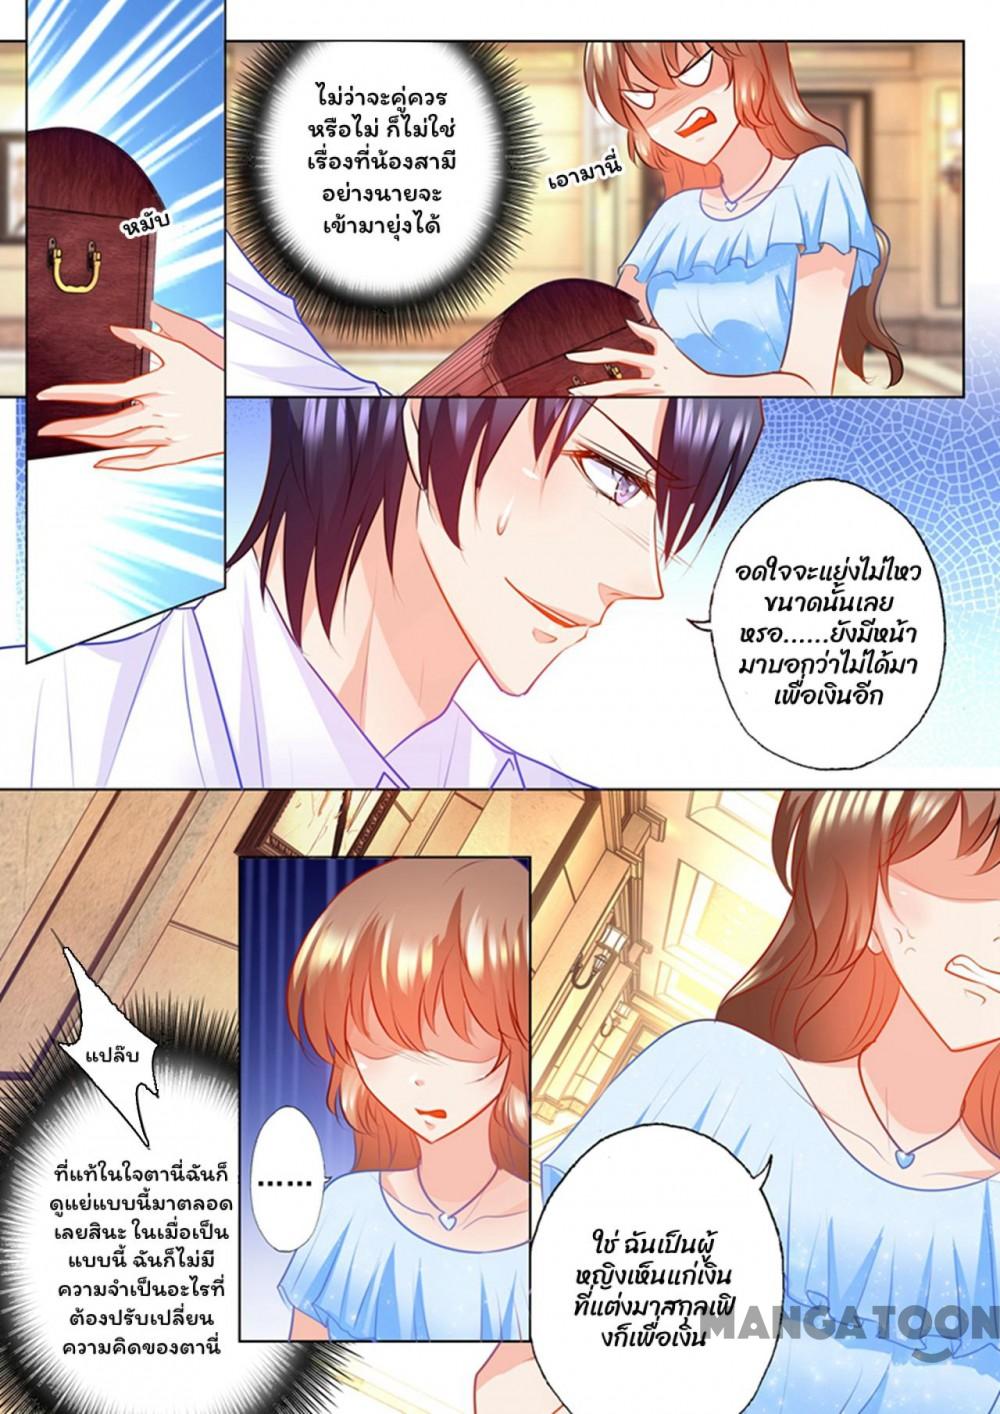 ไม่ว่าจะคู่ควร
หรือไม่ ก็ไม่ใช่
เรื่องที่น้องสามี
อย่างนายจะ
เข้ามายุ่งได้
เอามานี่
หมับ
อดใจจะแย่งไม่ไหว
ขนาดนั้นเลย
หรอ......ยังมีหน้า
มาบอกว่าไม่ได้มา
เพื่อเงินอีก
แปล๊บ
ที่แท้ในใจตานี่ฉันก็
ดูแย่แบบนี้มาตลอด
เลยสินะ ในเมื่อเป็น
แบบนี้ ฉันก็ไม่มี
ความจำเป็นอะไรที่
ต้องปรับเปลี่ยน
ความคิดของตานี่
......
ใช่ ฉันเป็นผู้
หญิงเห็นแก่เงิน
ที่แต่งมาสกุลเฟิ
งก็เพื่อเงิน
MANGATOON